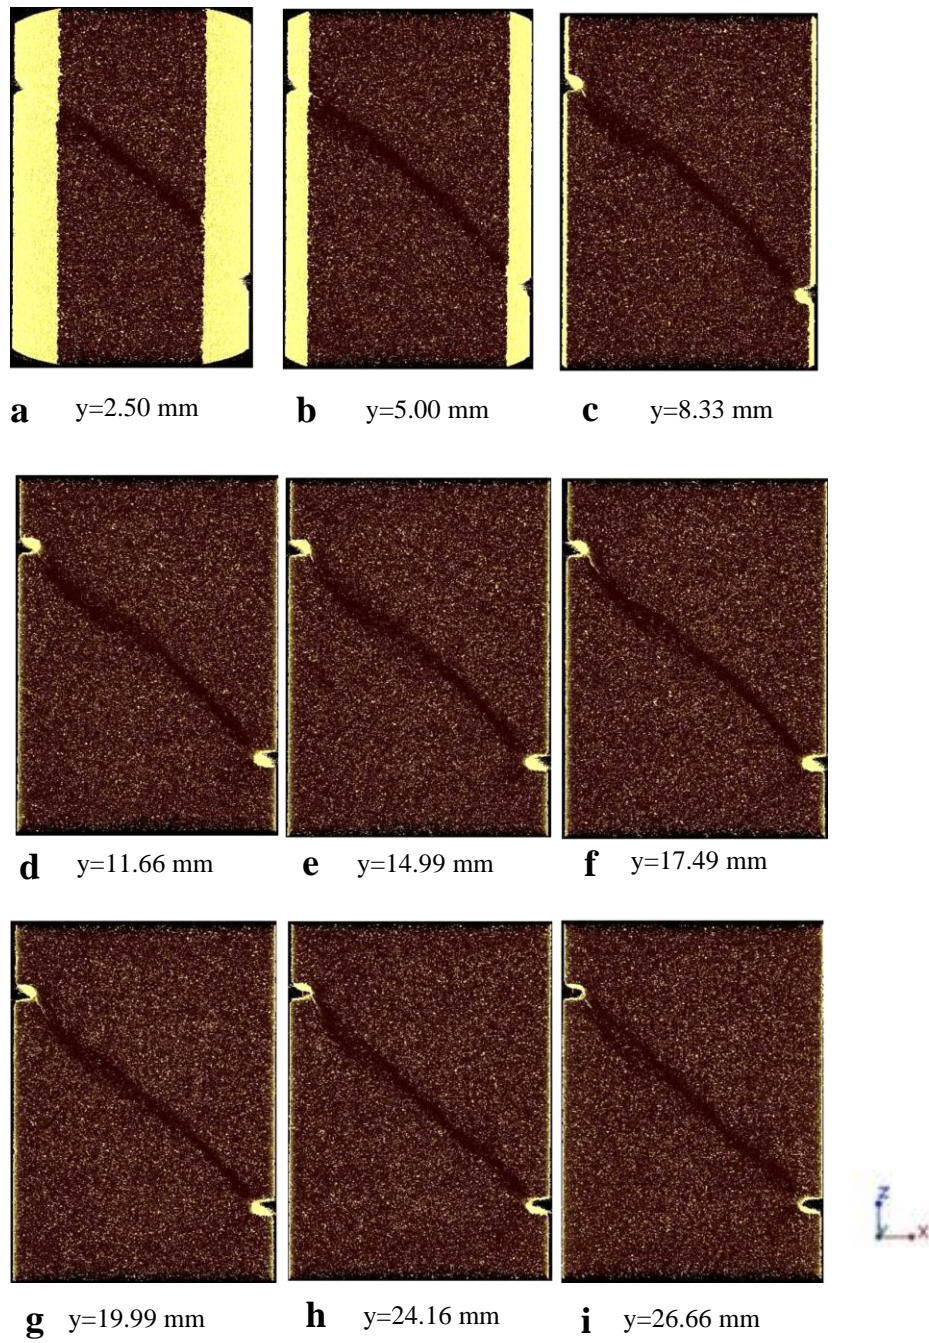 a y=2.50 mm b y=5.00 mm c y=8.33 mm
d y=11.66 mm e y=14.99 mm f y=17.49 mm
g y=19.99 mm h y=24.16 mm i y=26.66 mm
Z
Y X